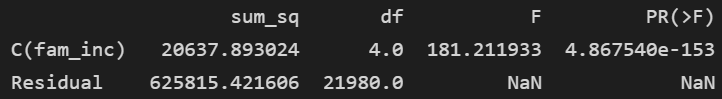 sum_sq df F PR(>F)
C(fam_inc) 20637.893024 4.0 181.211933 4.867540e-153
Residual 625815.421606 21980.0 NaN NaN